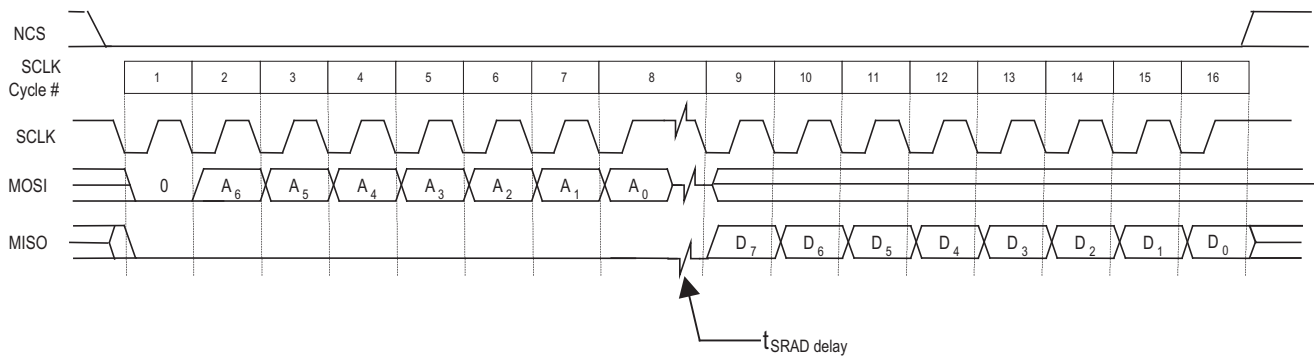 NCS
SCLK
Cycle # 1 2 3 4 5 6 7 8 9 10 11 12 13 14 15 16
SCLK
MOSI 0 A6 A5 A4 A3 A2 A1 A0
MISO D7 D6 D5 D4 D3 D2 D1 D0
tSRAD delay